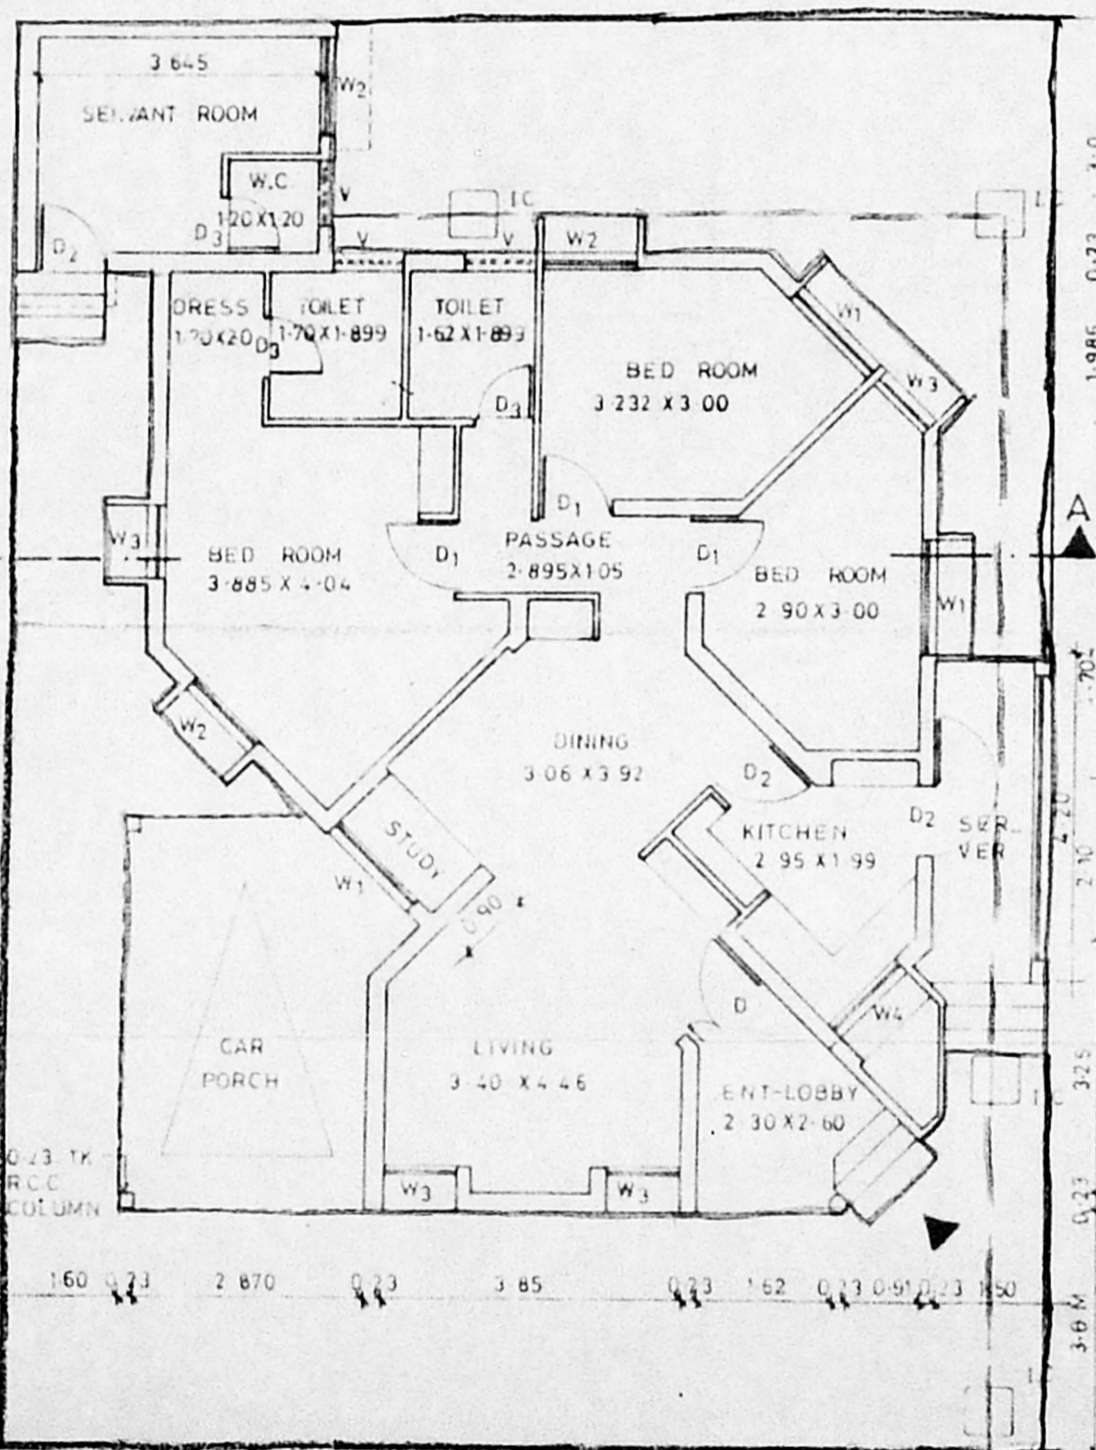 3.645
W2
SERVANT ROOM
W.C.
1.20X1.20
V
D3
D2
I.C
V
V
W2
DRESS
1.70X2.0
TOILET
1.70X1.899
D3
TOILET
1.62X1.899
D3
BED ROOM
3.232 X 3.00
W1
W3
1.986
0.23
3.0
D1
A
W3
BED ROOM
3.885 X 4.04
D1
PASSAGE
2.895X1.05
D1
BED ROOM
2.90X3.00
W1
W2
DINING
3.06 X 3.92
D2
STUDY
W1
0.90
KITCHEN
2.95 X 1.99
D2
SER-
VER
4.20
2.10
D
W4
CAR
PORCH
LIVING
3.40 X 4.46
ENT-LOBBY
2.30X2.60
I.C
3.25
0.23 TK
R.C.C
COLUMN
W3
W3
0.23
1.60 0.23 2.870 0.23 3.85 0.23 1.62 0.23 0.91 0.23 1.50